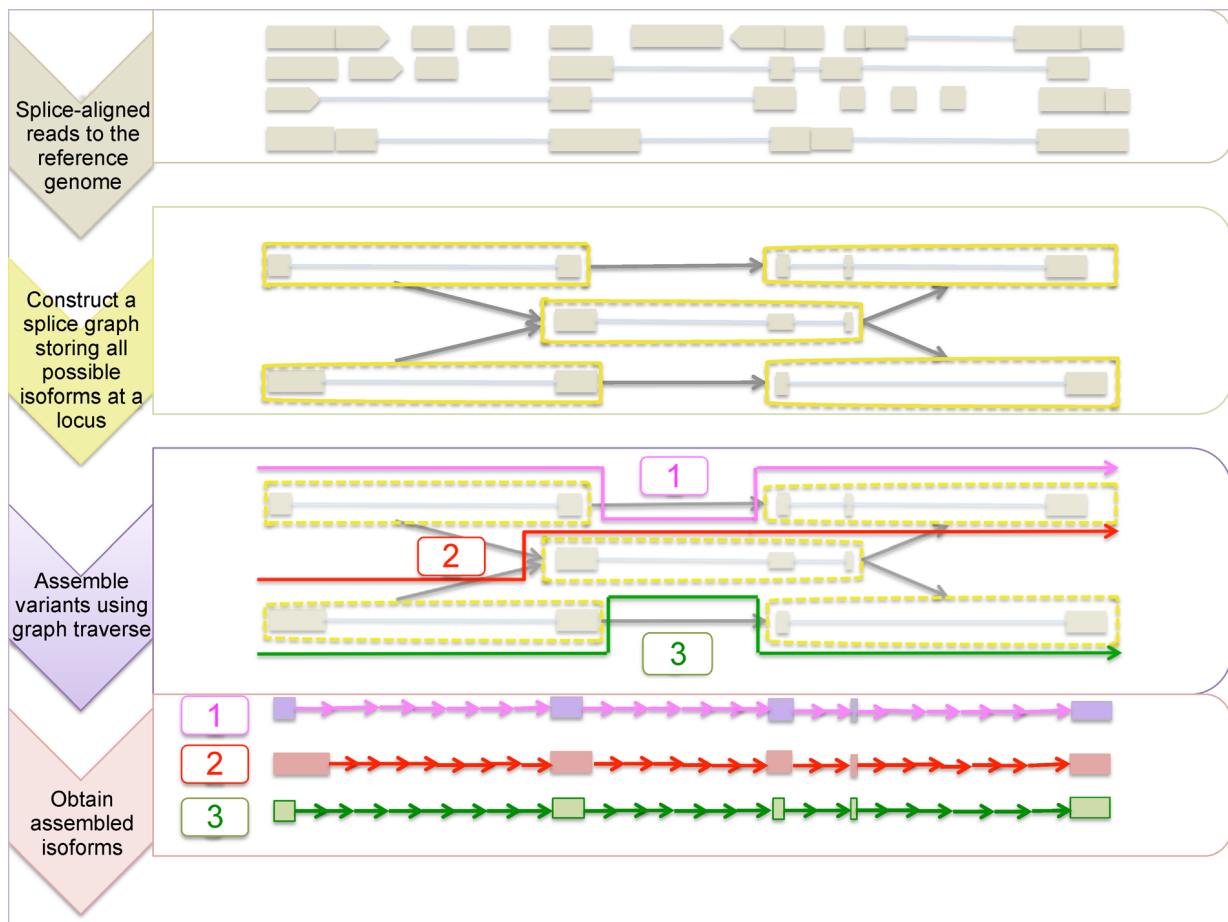 Splice-aligned
reads to the
reference
genome
Construct a
splice graph
storing all
possible
isoforms at a
locus
1
2
Assemble
variants using
graph traverse
3
1
2
3
Obtain
assembled
isoforms